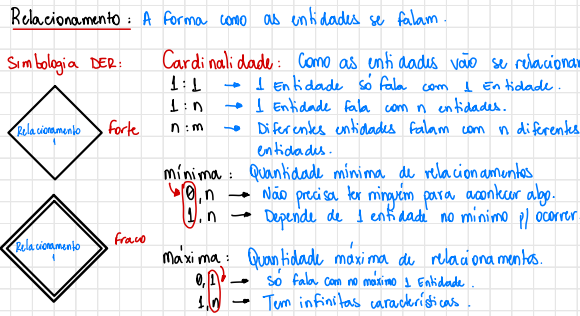 Relacionamento: A forma como as entidades se falam.
Simbologia DER:
Cardinalidade: Como as entidades vão se relacionar
1:1 → 1 Entidade só fala com 1 Entidade.
1:n → 1 Entidade fala com n entidades.
n:m → Diferentes entidades falam com n diferentes
entidades.
Relacionamento
1
Forte
mínima: Quantidade mínima de relacionamentos
0,n → Não precisa ter ninguém para acontecer algo.
1,n → Depende de 1 entidade no mínimo p/ ocorrer
Relacionamento
1
Fraco
máxima: Quantidade máxima de relacionamentos.
0,1 → Só fala com no máximo 1 Entidade.
1,n → Tem infinitas características.